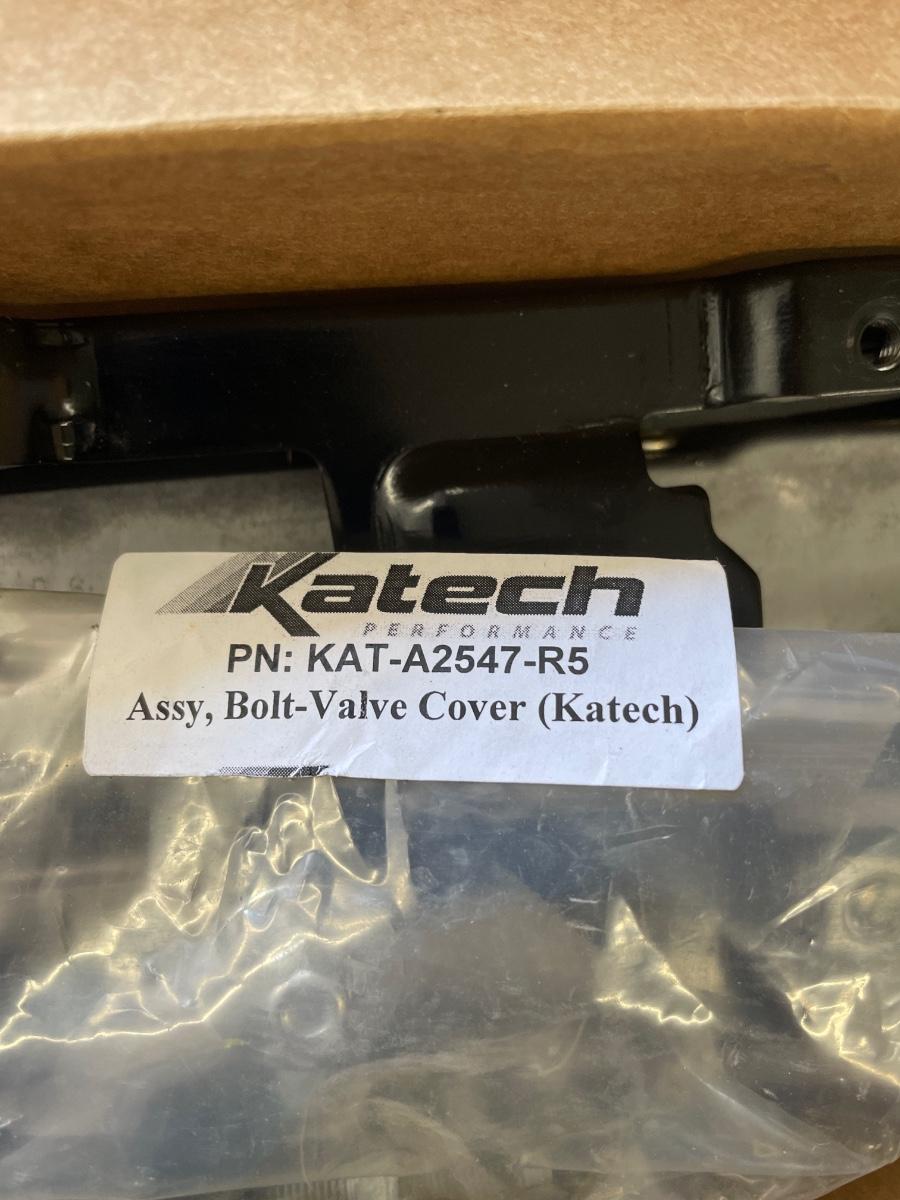 Katech
PERFORMANCE
PN: KAT-A2547-R5
Assy, Bolt-Valve Cover (Katech)